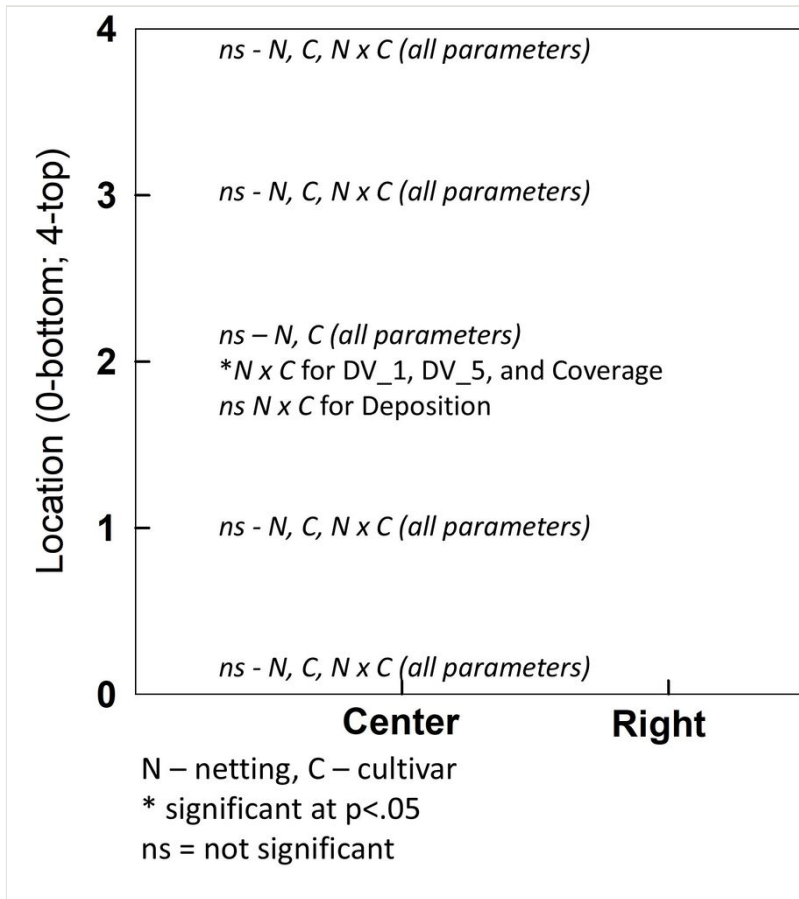 4
ns - N, C, N x C (all parameters)
3
ns - N, C, N x C (all parameters)
Location (0-bottom; 4-top)
ns – N, C (all parameters)
2
*N x C for DV_1, DV_5, and Coverage
ns N x C for Deposition
1
ns - N, C, N x C (all parameters)
ns - N, C, N x C (all parameters)
0
Center
Right
N – netting, C – cultivar
* significant at p<.05
ns = not significant